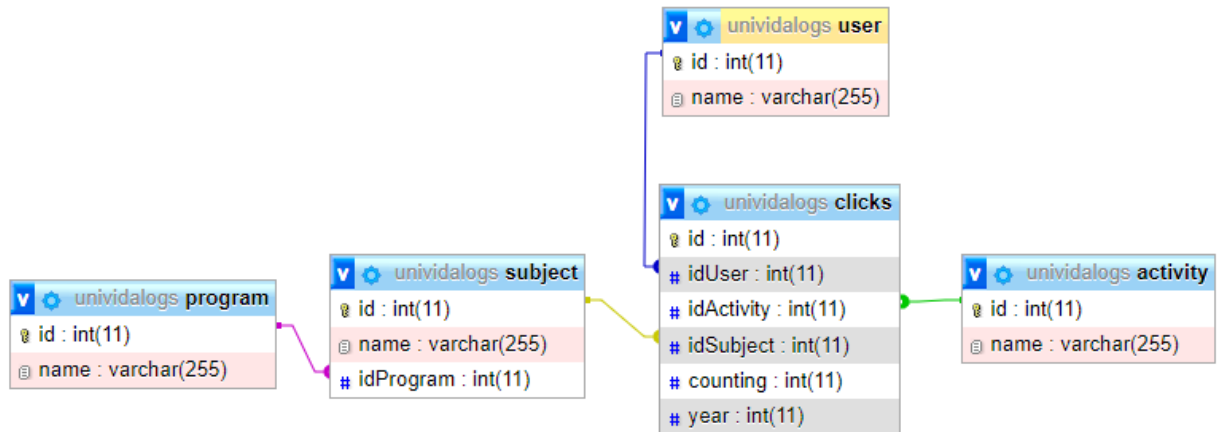 v unividalogs user
id : int(11)
name : varchar(255)
v unividalogs clicks
id : int(11)
# idUser : int(11)
# idActivity : int(11)
# idSubject : int(11)
# counting : int(11)
# year : int(11)
v unividalogs subject
id : int(11)
name : varchar(255)
# idProgram : int(11)
v unividalogs program
id : int(11)
name : varchar(255)
v unividalogs activity
id : int(11)
name : varchar(255)